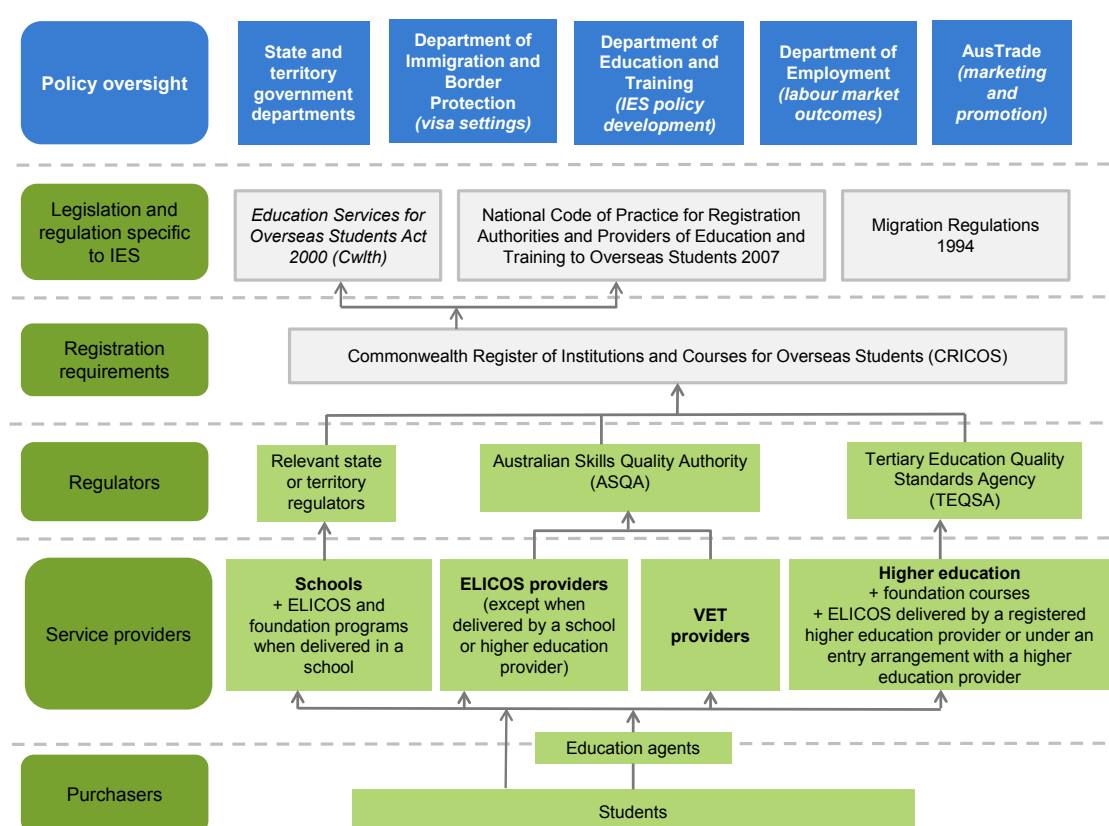 Policy oversight
State and
territory
government
departments
Department of
Immigration and
Border
Protection
(visa settings)
Department of
Education and
Training
(IES policy
development)
Department of
Employment
(labour market
outcomes)
AusTrade
(marketing
and
promotion)
Legislation and
regulation specific
to IES
Education Services for
Overseas Students Act
2000 (Cwlth)
National Code of Practice for Registration
Authorities and Providers of Education and
Training to Overseas Students 2007
Migration Regulations
1994
Registration
requirements
Commonwealth Register of Institutions and Courses for Overseas Students (CRICOS)
Regulators
Relevant state
or territory
regulators
Australian Skills Quality Authority
(ASQA)
Tertiary Education Quality
Standards Agency
(TEQSA)
Service providers
Schools
+ ELICOS and
foundation programs
when delivered in a
school
ELICOS providers
(except when
delivered by a school
or higher education
provider)
VET
providers
Higher education
+ foundation courses
+ ELICOS delivered by a registered
higher education provider or under an
entry arrangement with a higher
education provider
Education agents
Purchasers
Students